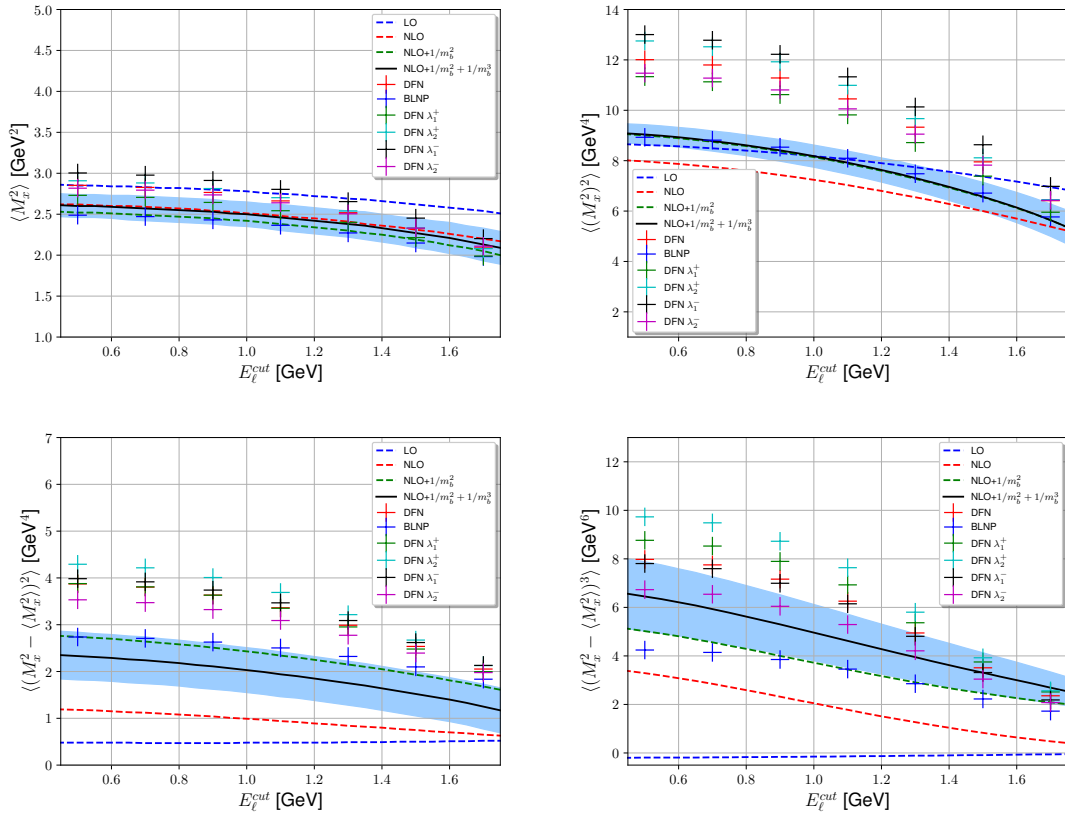 5.0
4.5
4.0
3.5
3.0
2.5
2.0
1.5
1.0
⟨M_x^2⟩ [GeV^2]
0.6 0.8 1.0 1.2 1.4 1.6
E_ℓ^{cut} [GeV]
LO
NLO
NLO+1/m_b^2
NLO+1/m_b^2 + 1/m_b^3
DFN
BLNP
DFN λ_1^+
DFN λ_2^+
DFN λ_1^-
DFN λ_2^-
14
12
10
8
6
4
2
⟨(M_x^2)^2⟩ [GeV^4]
0.6 0.8 1.0 1.2 1.4 1.6
E_ℓ^{cut} [GeV]
LO
NLO
NLO+1/m_b^2
NLO+1/m_b^2 + 1/m_b^3
DFN
BLNP
DFN λ_1^+
DFN λ_2^+
DFN λ_1^-
DFN λ_2^-
7
6
5
4
3
2
1
0
⟨(M_x^2 − ⟨M_x^2⟩)^2⟩ [GeV^4]
0.6 0.8 1.0 1.2 1.4 1.6
E_ℓ^{cut} [GeV]
LO
NLO
NLO+1/m_b^2
NLO+1/m_b^2 + 1/m_b^3
DFN
BLNP
DFN λ_1^+
DFN λ_2^+
DFN λ_1^-
DFN λ_2^-
12
10
8
6
4
2
0
⟨(M_x^2 − ⟨M_x^2⟩)^3⟩ [GeV^6]
0.6 0.8 1.0 1.2 1.4 1.6
E_ℓ^{cut} [GeV]
LO
NLO
NLO+1/m_b^2
NLO+1/m_b^2 + 1/m_b^3
DFN
BLNP
DFN λ_1^+
DFN λ_2^+
DFN λ_1^-
DFN λ_2^-